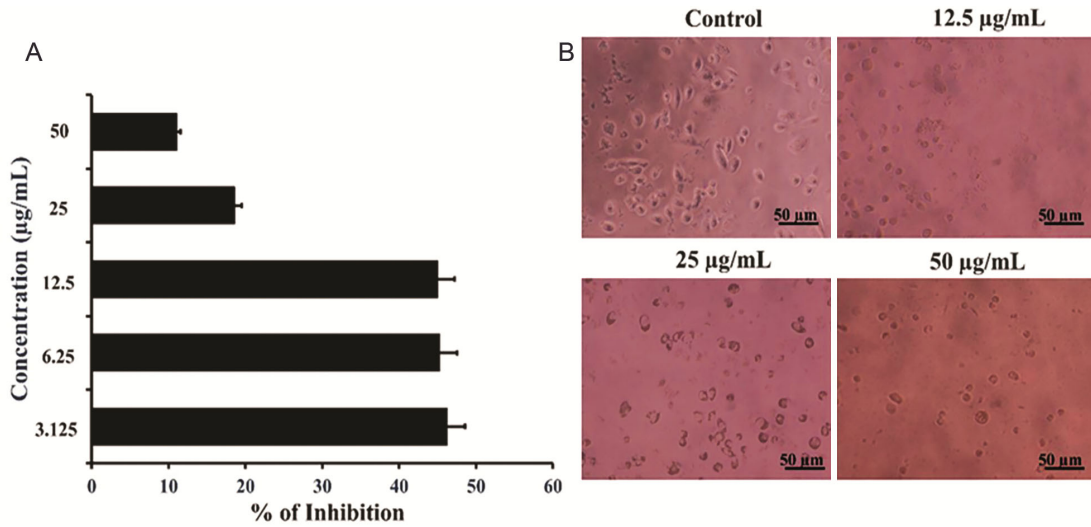 A
Concentration (µg/mL)
50
25
12.5
6.25
3.125
0 10 20 30 40 50 60
% of Inhibition
B
Control
12.5 µg/mL
50 µm
50 µm
25 µg/mL
50 µg/mL
50 µm
50 µm